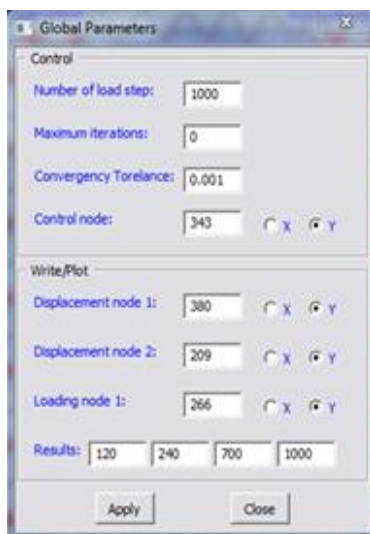 Global Parameters
Control
Number of load step: 1000
Maximum iterations: 0
Convergency Torelance: 0.001
Control node: 343 X Y
Write/Plot
Displacement node 1: 380 X Y
Displacement node 2: 209 X Y
Loading node 1: 266 X Y
Results: 120 240 700 1000
Apply Close